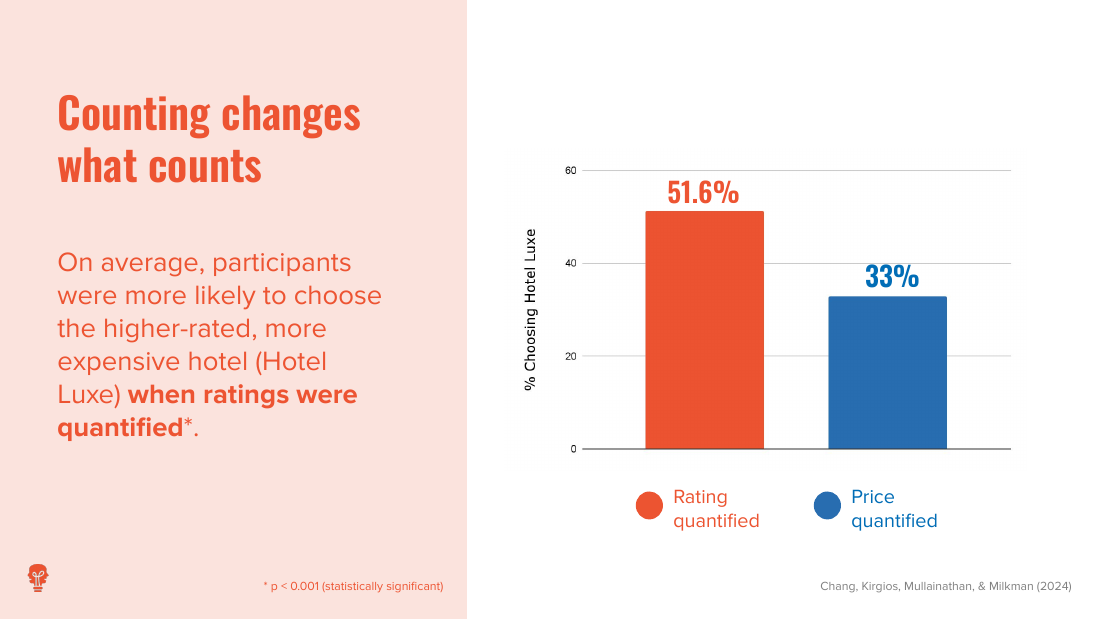 Counting changes
what counts
On average, participants
were more likely to choose
the higher-rated, more
expensive hotel (Hotel
Luxe) when ratings were
quantified*.
* p < 0.001 (statistically significant)
% Choosing Hotel Luxe
60
40
20
0
51.6%
33%
Rating
quantified
Price
quantified
Chang, Kirgios, Mullainathan, & Milkman (2024)